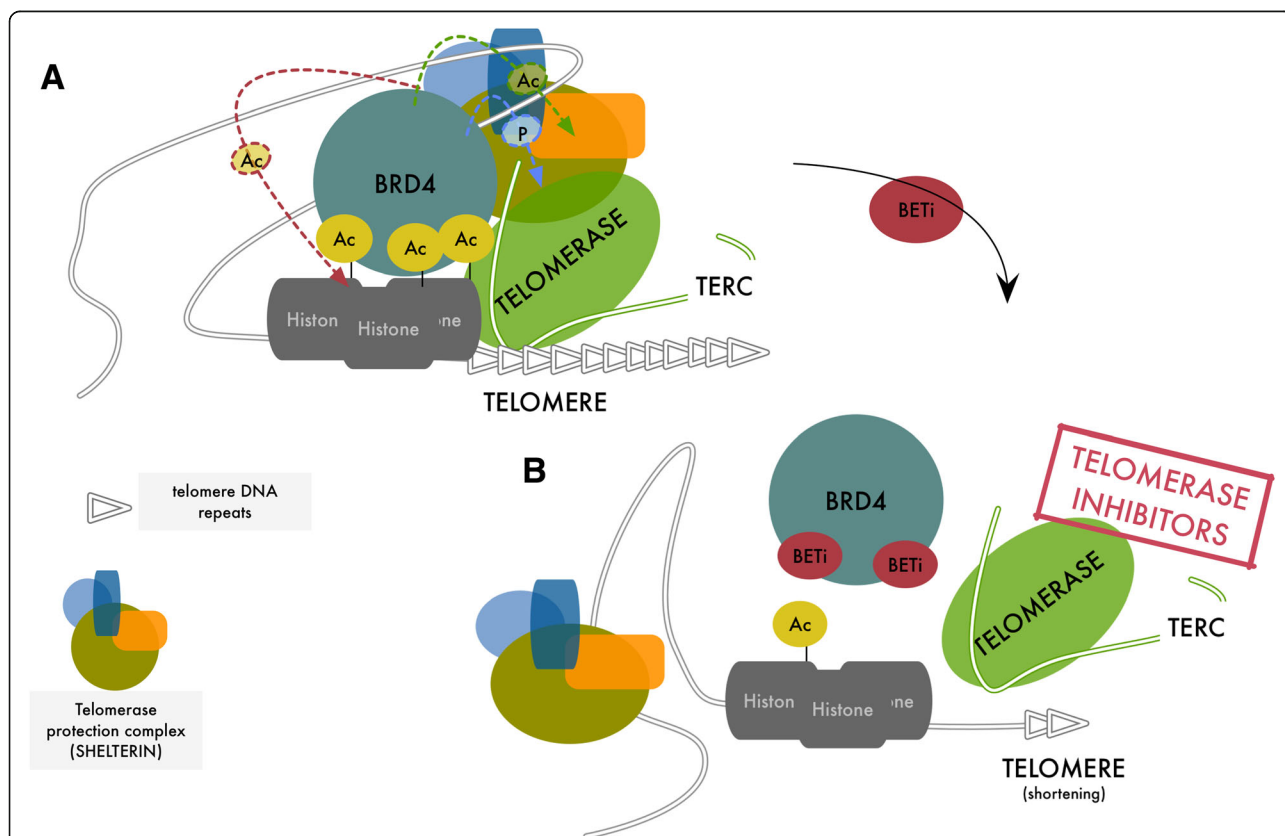 A
Ac
Ac
P
BRD4
BETi
Ac
Ac
Ac
TELOMERASE
TERC
Histon
Histone
one
TELOMERE
B
TELOMERASE
INHIBITORS
telomere DNA
repeats
BRD4
BETi
BETi
TELOMERASE
Ac
TERC
Histon
Histone
one
Telomerase
protection complex
(SHELTERIN)
TELOMERE
(shortening)